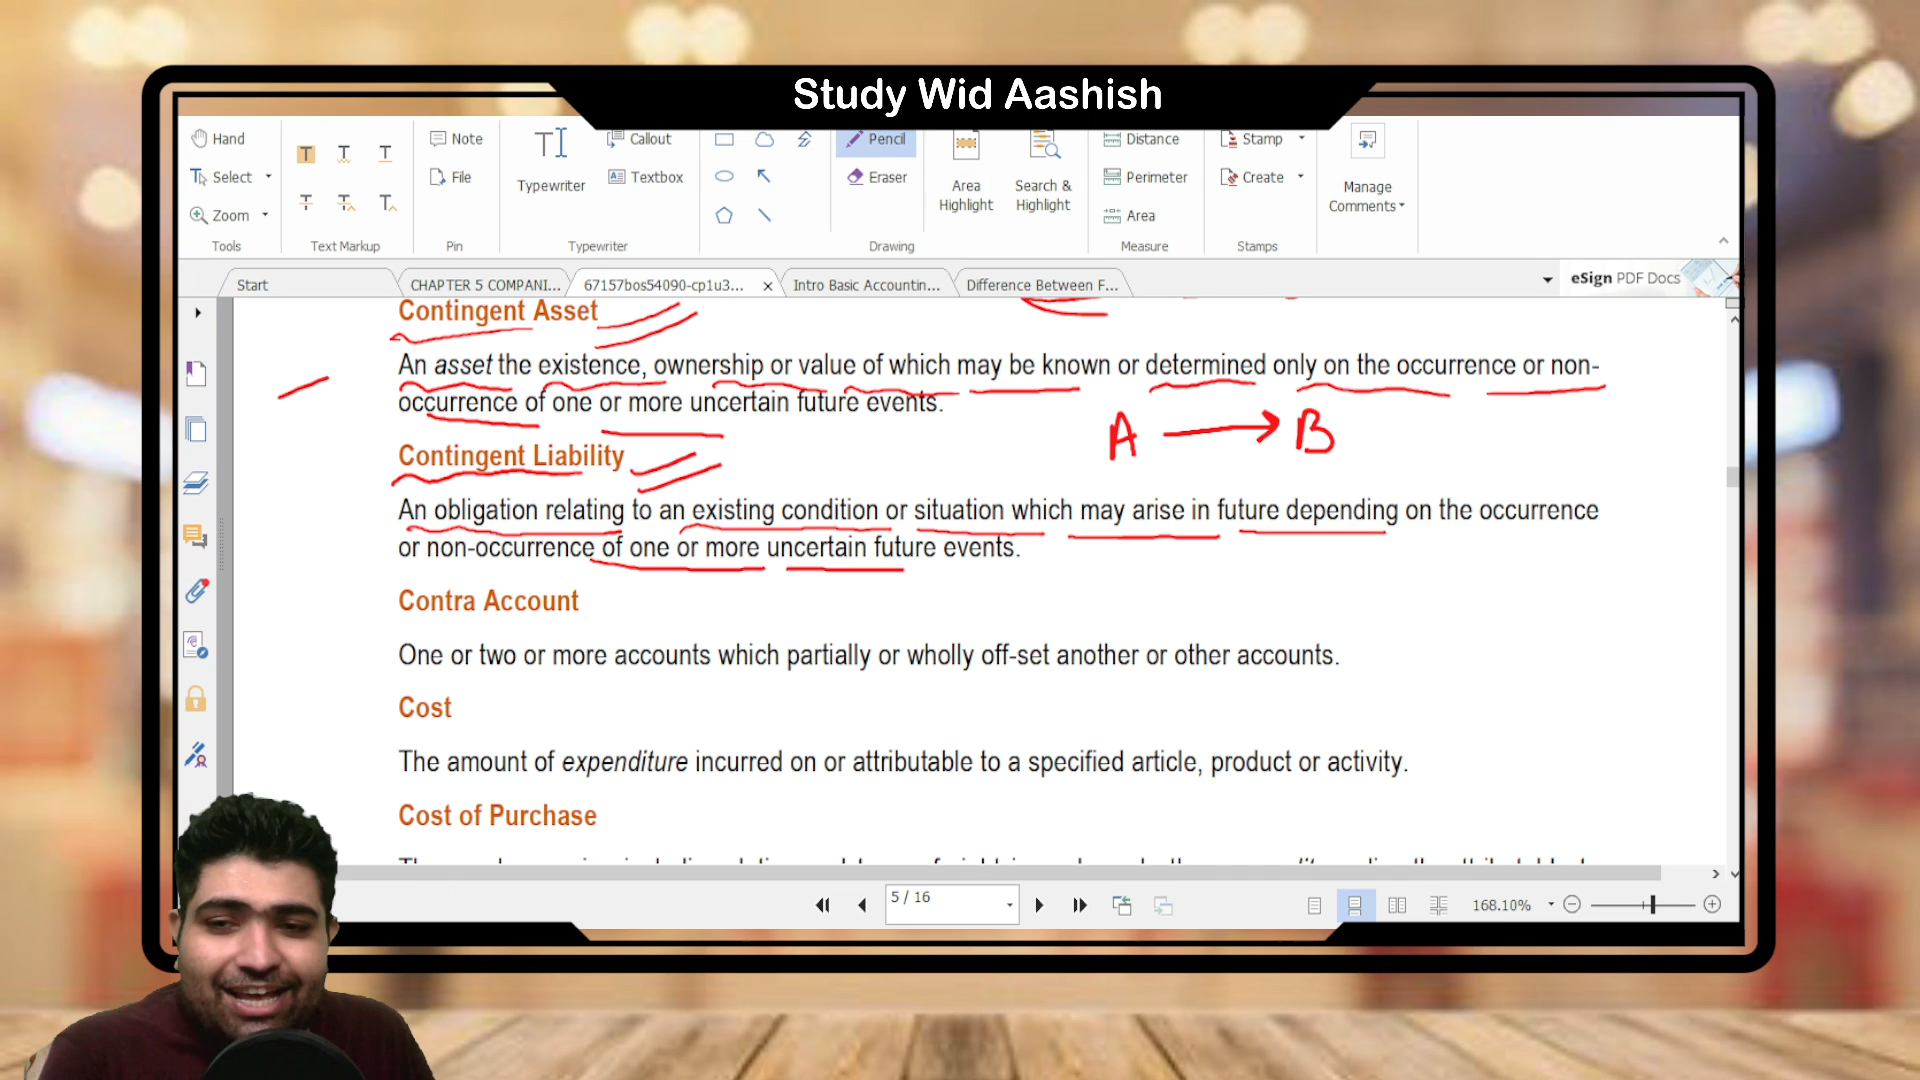 Study Wid Aashish
Hand
Select
Zoom
Tools
Text Markup
Note
File
Pin
Typewriter
Callout
Textbox
Typewriter
Pencil
Eraser
Area Highlight
Search & Highlight
Drawing
Distance
Perimeter
Area
Measure
Stamp
Create
Stamps
Manage Comments
Start
CHAPTER 5 COMPANI...
67157bos54090-cp1u3...
Intro Basic Accountin...
Difference Between F...
eSign PDF Docs
Contingent Asset
An asset the existence, ownership or value of which may be known or determined only on the occurrence or non-
occurrence of one or more uncertain future events.
A → B
Contingent Liability
An obligation relating to an existing condition or situation which may arise in future depending on the occurrence
or non-occurrence of one or more uncertain future events.
Contra Account
One or two or more accounts which partially or wholly off-set another or other accounts.
Cost
The amount of expenditure incurred on or attributable to a specified article, product or activity.
Cost of Purchase
5 / 16
168.10%